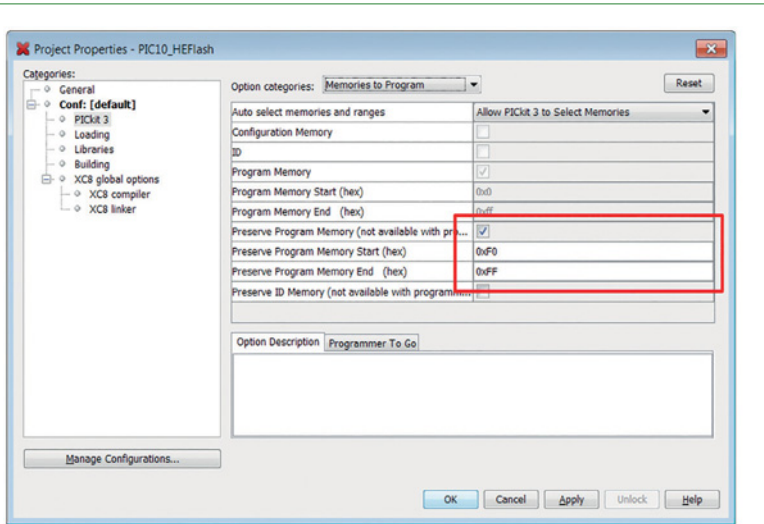 Project Properties - PIC10_HEFlash
Categories:
General
Conf: [default]
PICkit 3
Loading
Libraries
Building
XC8 global options
XC8 compiler
XC8 linker
Manage Configurations...
Option categories: Memories to Program Reset
Auto select memories and ranges Allow PICkit 3 to Select Memories
Configuration Memory
ID
Program Memory
Program Memory Start (hex) 0x0
Program Memory End (hex) 0xff
Preserve Program Memory (not available with pro...
Preserve Program Memory Start (hex) 0xF0
Preserve Program Memory End (hex) 0xFF
Preserve ID Memory (not available with programm...
Option Description Programmer To Go
OK Cancel Apply Unlock Help